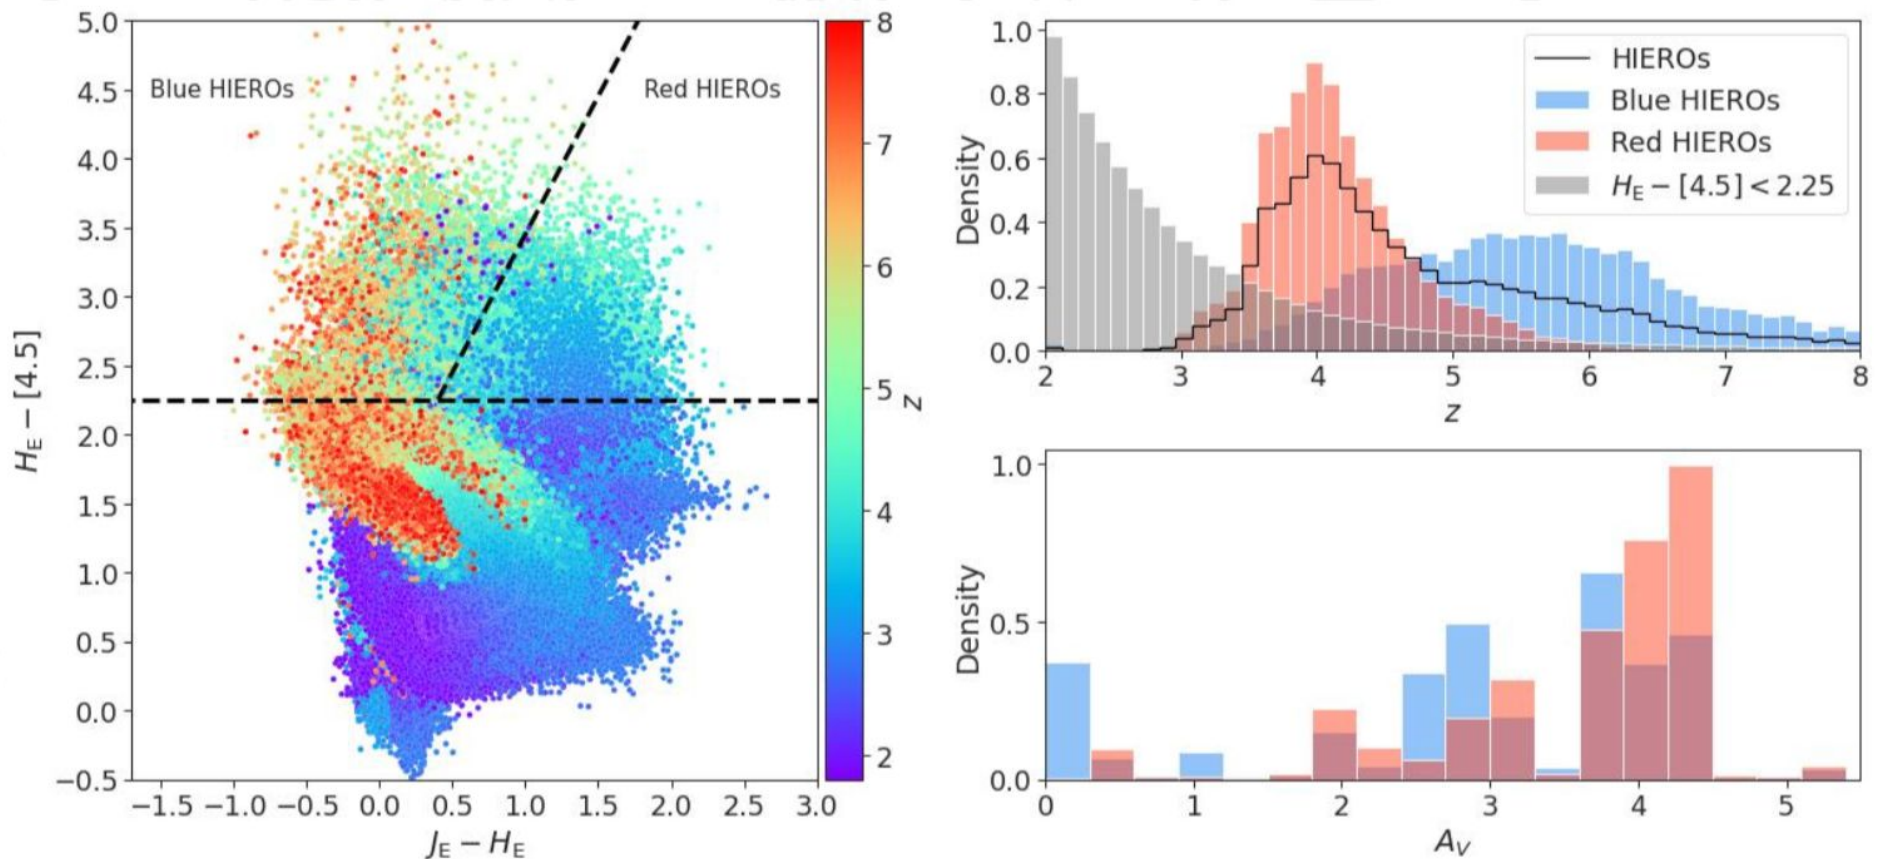 5.0
4.5
4.0
3.5
3.0
2.5
2.0
1.5
1.0
0.5
0.0
−0.5
H_E − [4.5]
Blue HIEROs
Red HIEROs
−1.5 −1.0 −0.5 0.0 0.5 1.0 1.5 2.0 2.5 3.0
J_E − H_E
8
7
6
5
4
3
2
z
1.0
0.8
0.6
0.4
0.2
0.0
Density
HIEROs
Blue HIEROs
Red HIEROs
H_E − [4.5] < 2.25
2 3 4 5 6 7 8
z
1.0
0.5
0.0
Density
0 1 2 3 4 5
A_V